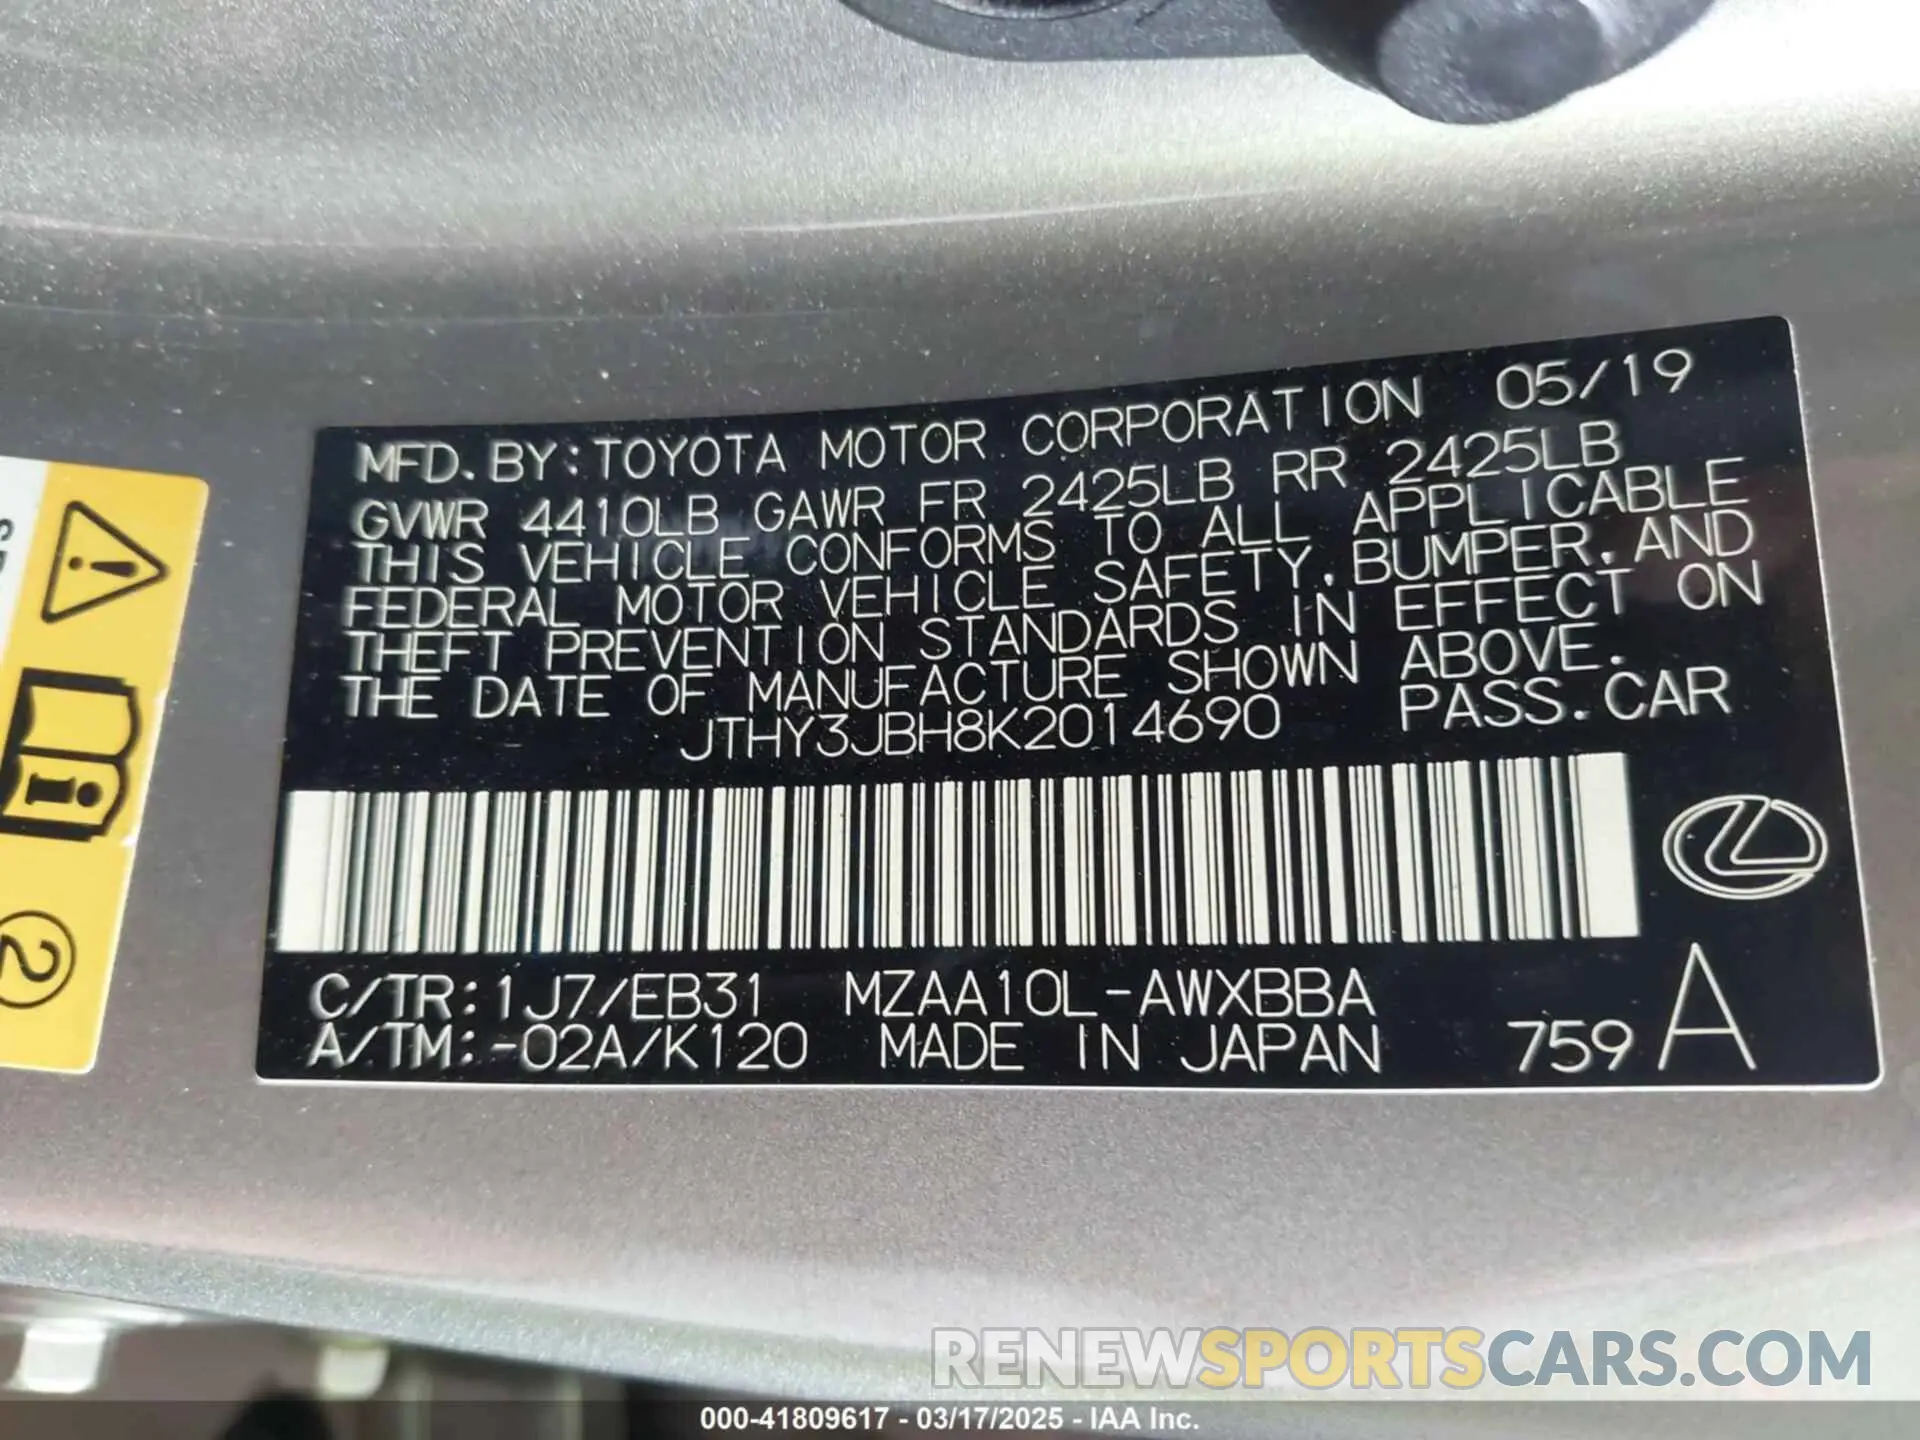 MFD. BY: TOYOTA MOTOR CORPORATION 05/19
GVWR 4410LB GAWR FR 2425LB RR 2425LB
THIS VEHICLE CONFORMS TO ALL APPLICABLE
FEDERAL MOTOR VEHICLE SAFETY, BUMPER, AND
THEFT PREVENTION STANDARDS IN EFFECT ON
THE DATE OF MANUFACTURE SHOWN ABOVE.
JTHY3JBH8K2014690 PASS. CAR
C/TR: 1J7/EB31 MZAA10L-AWXBBA
A/TM: -02A/K120 MADE IN JAPAN 759 A
2
RENEWSPORTSCARS.COM
000-41809617 - 03/17/2025 - IAA Inc.